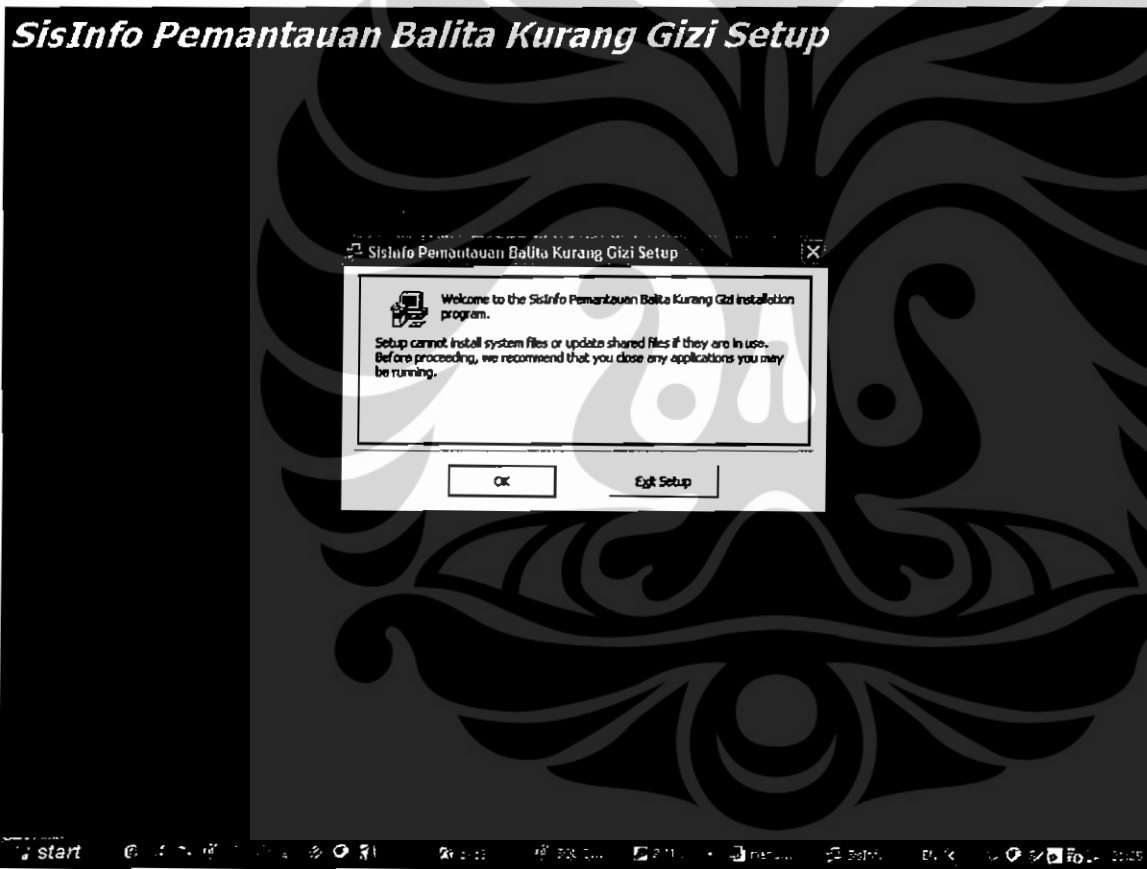 SisInfo Pemantauan Balita Kurang Gizi Setup
SisInfo Pemantauan Balita Kurang Gizi Setup
Welcome to the SisInfo Pemantauan Balita Kurang Gizi installation
program.
Setup cannot install system files or update shared files if they are in use.
Before proceeding, we recommend that you close any applications you may
be running.
OK
Exit Setup
start